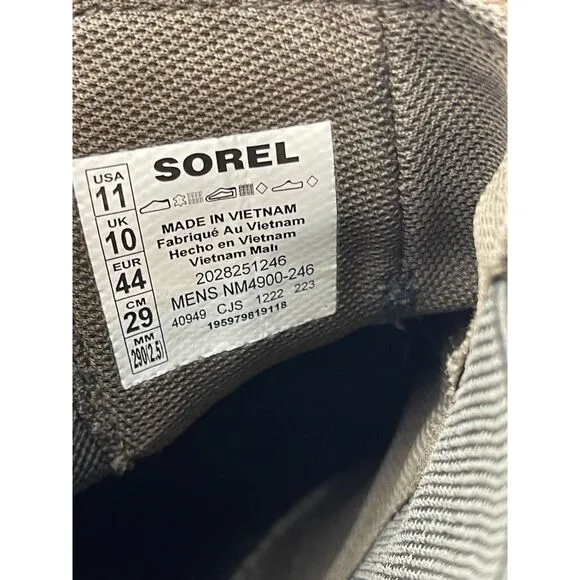 SOREL
USA
11
UK
10
EUR
44
CM
29
MM
290(2.5)
MADE IN VIETNAM
Fabriqué Au Vietnam
Hecho en Vietnam
Vietnam Malı
2028251246
MENS NM4900-246
40949 CJS 1222 223
195979819118